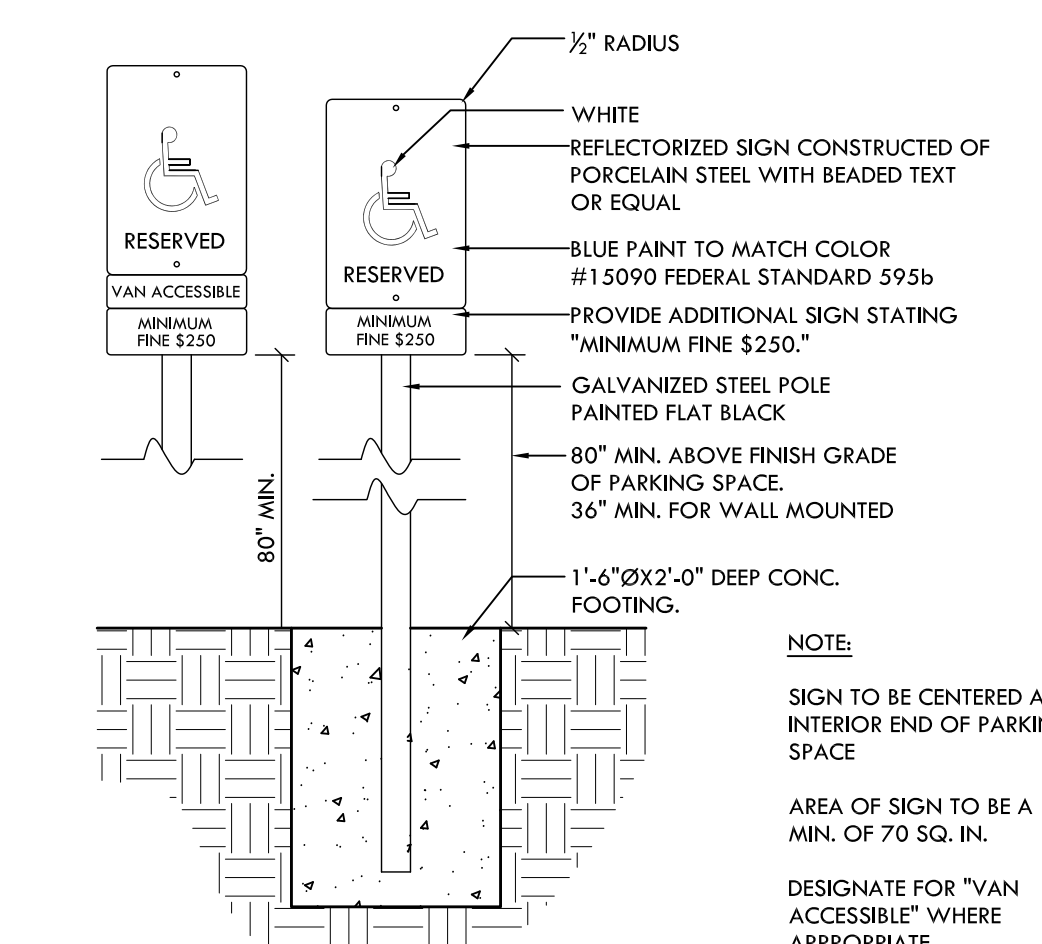 RESERVED
VAN ACCESSIBLE
MINIMUM
FINE $250
80" MIN.
RESERVED
MINIMUM
FINE $250
½" RADIUS
WHITE
REFLECTORIZED SIGN CONSTRUCTED OF
PORCELAIN STEEL WITH BEADED TEXT
OR EQUAL
BLUE PAINT TO MATCH COLOR
#15090 FEDERAL STANDARD 595b
PROVIDE ADDITIONAL SIGN STATING
"MINIMUM FINE $250."
GALVANIZED STEEL POLE
PAINTED FLAT BLACK
80" MIN. ABOVE FINISH GRADE
OF PARKING SPACE.
36" MIN. FOR WALL MOUNTED
1'-6"ØX2'-0" DEEP CONC.
FOOTING.
NOTE:
SIGN TO BE CENTERED
INTERIOR END OF
SPACE
AREA OF SIGN TO BE A
MIN. OF 70 SQ. IN.
DESIGNATE FOR "VAN
ACCESSIBLE" WHERE
APPROPRIATE